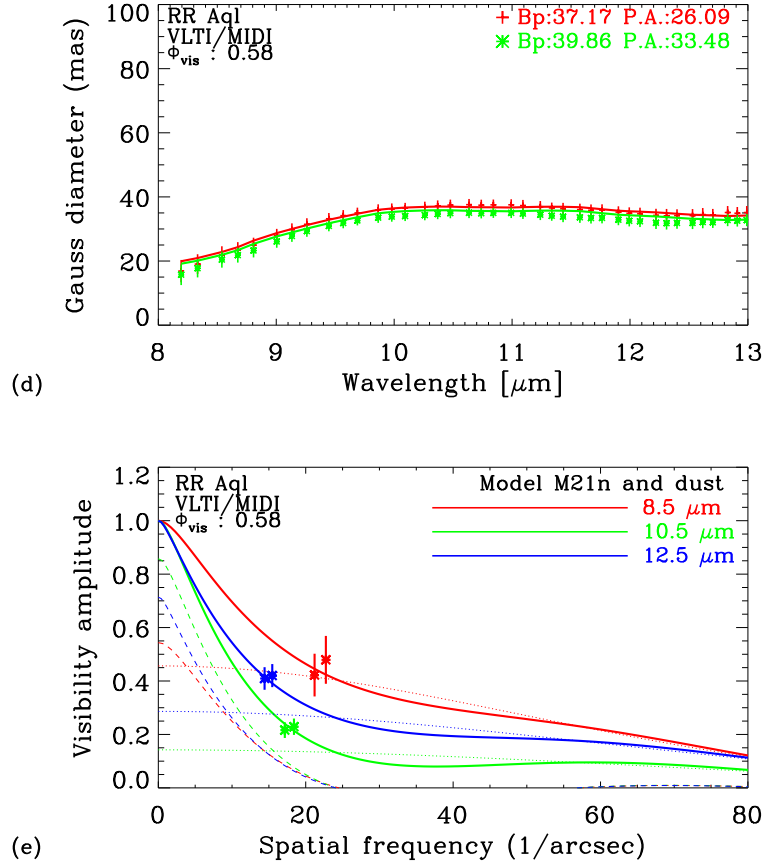 100
80
60
40
20
0
Gauss diameter (mas)
RR Aql
VLTI/MIDI
Φvis : 0.58
Bp:37.17 P.A.:26.09
Bp:39.86 P.A.:33.48
8 9 10 11 12 13
Wavelength [μm]
(d)
1.2
1.0
0.8
0.6
0.4
0.2
0.0
Visibility amplitude
RR Aql
VLTI/MIDI
Φvis : 0.58
Model M21n and dust
8.5 μm
10.5 μm
12.5 μm
0 20 40 60 80
Spatial frequency (1/arcsec)
(e)